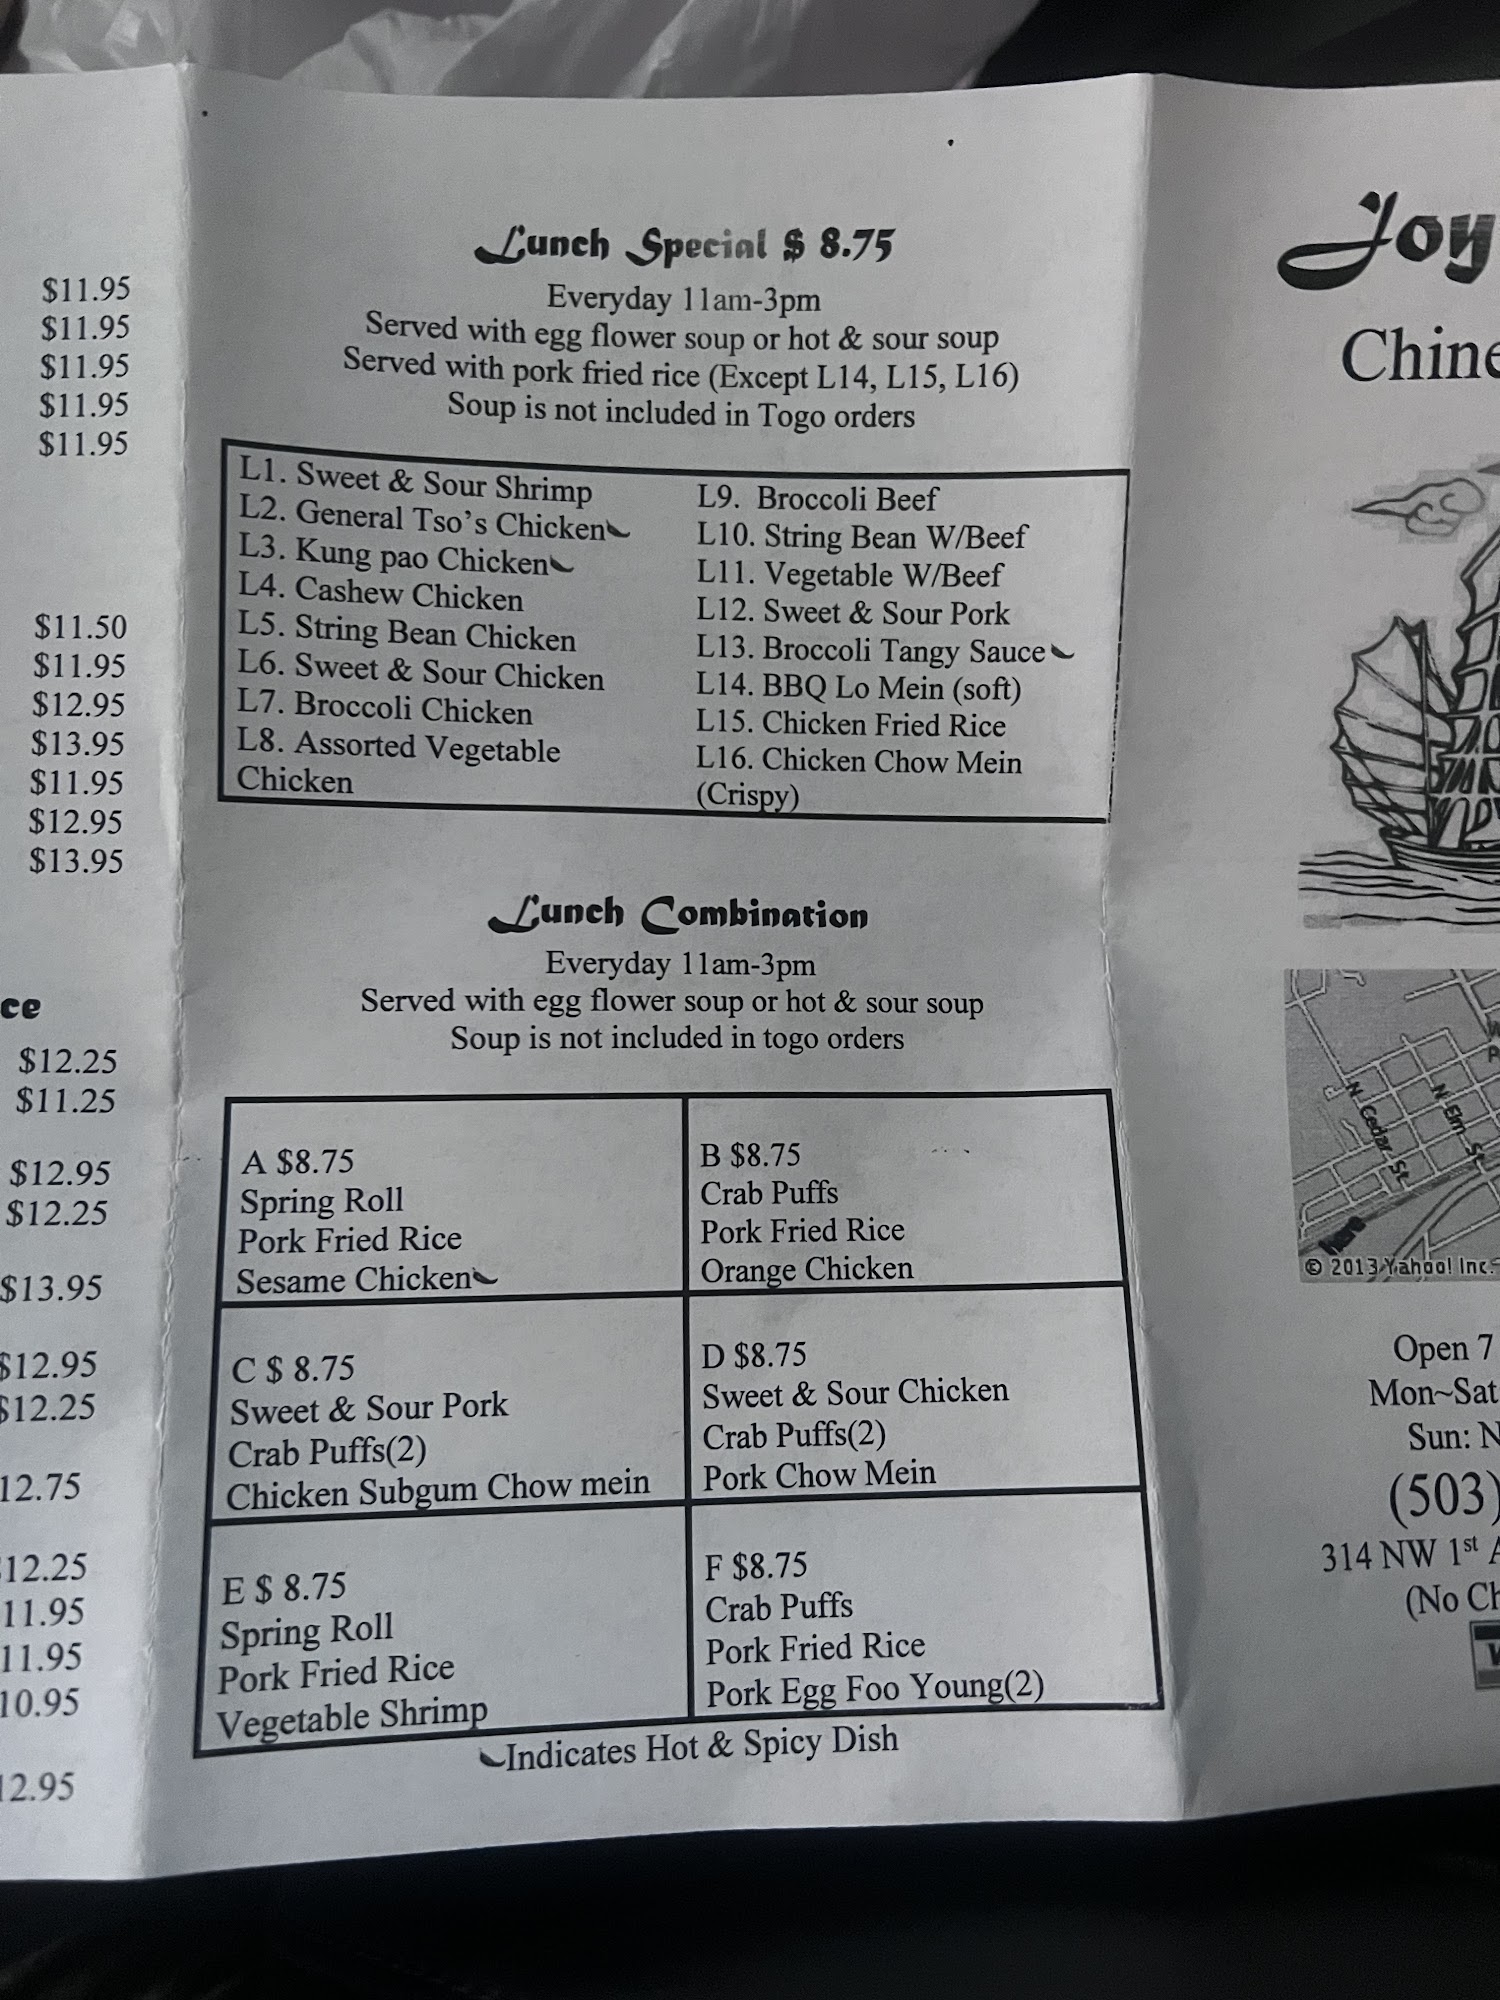 $11.95
$11.95
$11.95
$11.95
$11.95
$11.50
$11.95
$12.95
$13.95
$11.95
$12.95
$13.95
ce
$12.25
$11.25
$12.95
$12.25
$13.95
$12.95
$12.25
12.75
12.25
11.95
11.95
10.95
12.95
Lunch Special $ 8.75
Everyday 11am-3pm
Served with egg flower soup or hot & sour soup
Served with pork fried rice (Except L14, L15, L16)
Soup is not included in Togo orders
L1. Sweet & Sour Shrimp
L2. General Tso's Chicken
L3. Kung pao Chicken
L4. Cashew Chicken
L5. String Bean Chicken
L6. Sweet & Sour Chicken
L7. Broccoli Chicken
L8. Assorted Vegetable
Chicken
L9. Broccoli Beef
L10. String Bean W/Beef
L11. Vegetable W/Beef
L12. Sweet & Sour Pork
L13. Broccoli Tangy Sauce
L14. BBQ Lo Mein (soft)
L15. Chicken Fried Rice
L16. Chicken Chow Mein
(Crispy)
Lunch Combination
Everyday 11am-3pm
Served with egg flower soup or hot & sour soup
Soup is not included in togo orders
A $8.75
Spring Roll
Pork Fried Rice
Sesame Chicken
B $8.75
Crab Puffs
Pork Fried Rice
Orange Chicken
C $ 8.75
Sweet & Sour Pork
Crab Puffs(2)
Chicken Subgum Chow mein
D $8.75
Sweet & Sour Chicken
Crab Puffs(2)
Pork Chow Mein
E $ 8.75
Spring Roll
Pork Fried Rice
Vegetable Shrimp
F $8.75
Crab Puffs
Pork Fried Rice
Pork Egg Foo Young(2)
Indicates Hot & Spicy Dish
Joy
Chine
N Cedar St
N Elm St
here
© 2013 Yahoo! Inc.
Open 7
Mon~Sat
Sun: N
(503)
314 NW 1st A
(No Ch